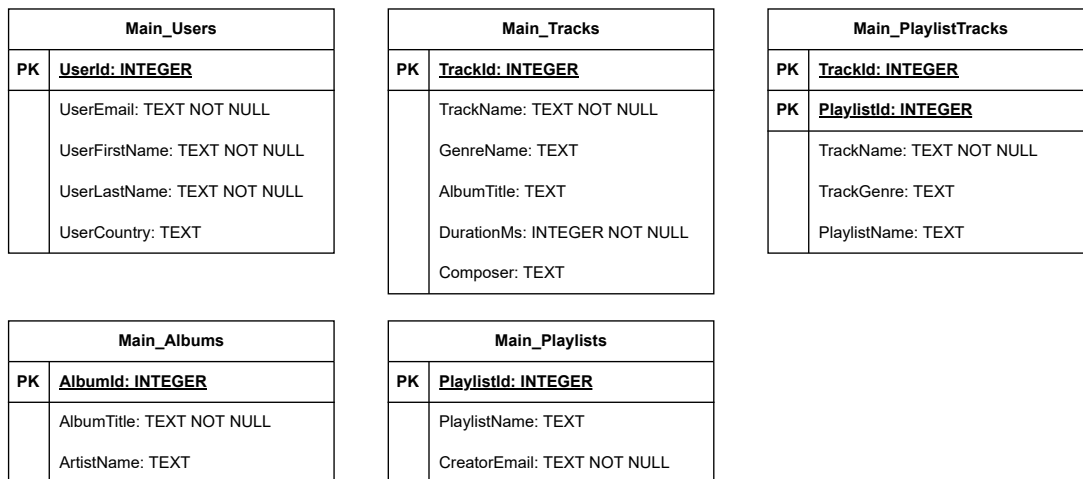 Main_Users
PK UserId: INTEGER
UserEmail: TEXT NOT NULL
UserFirstName: TEXT NOT NULL
UserLastName: TEXT NOT NULL
UserCountry: TEXT
Main_Tracks
PK TrackId: INTEGER
TrackName: TEXT NOT NULL
GenreName: TEXT
AlbumTitle: TEXT
DurationMs: INTEGER NOT NULL
Composer: TEXT
Main_PlaylistTracks
PK TrackId: INTEGER
PK PlaylistId: INTEGER
TrackName: TEXT NOT NULL
TrackGenre: TEXT
PlaylistName: TEXT
Main_Albums
PK AlbumId: INTEGER
AlbumTitle: TEXT NOT NULL
ArtistName: TEXT
Main_Playlists
PK PlaylistId: INTEGER
PlaylistName: TEXT
CreatorEmail: TEXT NOT NULL